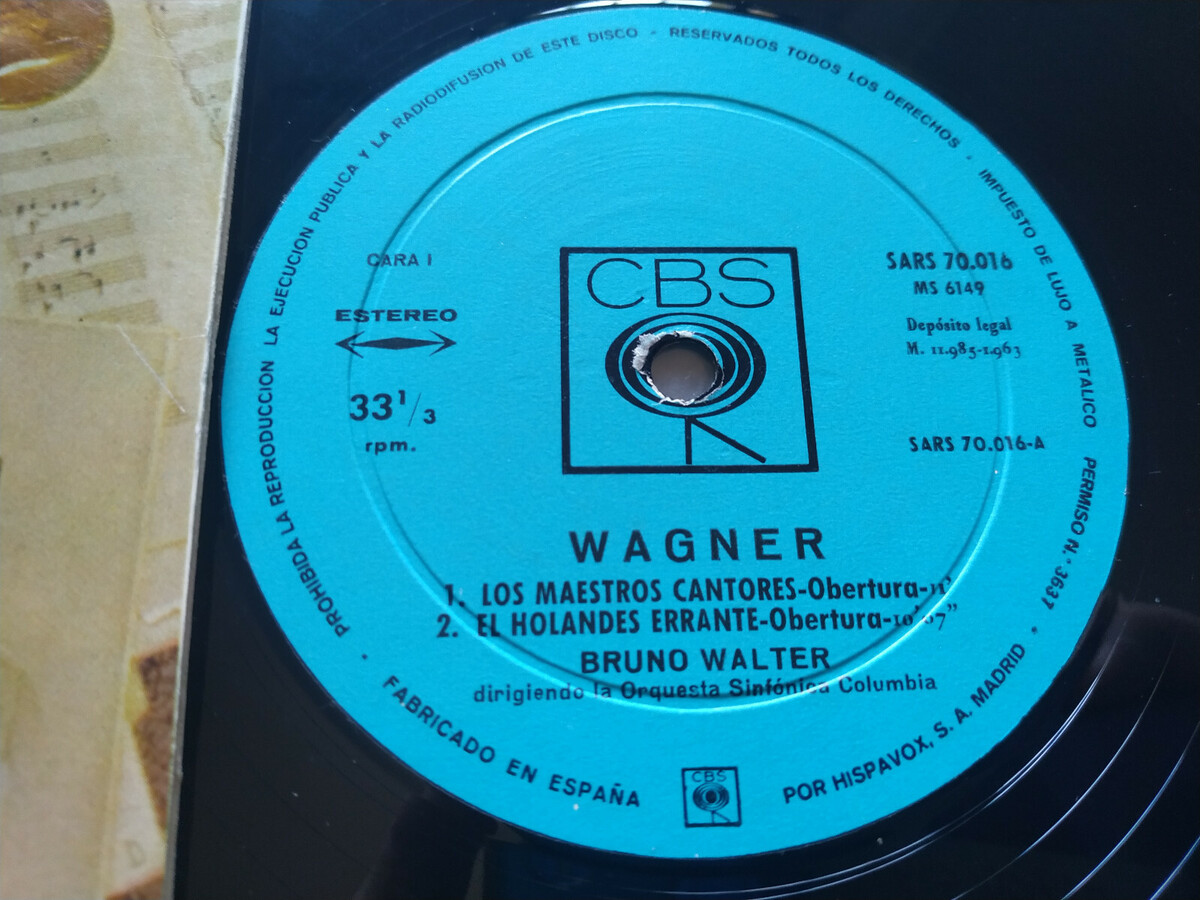 PROHIBIDA LA REPRODUCCION LA EJECUCION PUBLICA Y LA RADIODIFUSION DE ESTE DISCO - RESERVADOS TODOS LOS DERECHOS - IMPUESTO DE LUJO A METALICO PERMISO N.º 3637
CARA I
ESTEREO
33 1/3
rpm.
CBS
SARS 70.016
MS 6149
Depósito legal
M. 11.985-1.963
SARS 70.016-A
WAGNER
1. LOS MAESTROS CANTORES-Obertura-11'
2. EL HOLANDES ERRANTE-Obertura-10'07"
BRUNO WALTER
dirigiendo la Orquesta Sinfónica Columbia
· FABRICADO EN ESPAÑA
CBS
POR HISPAVOX, S. A. MADRID ·